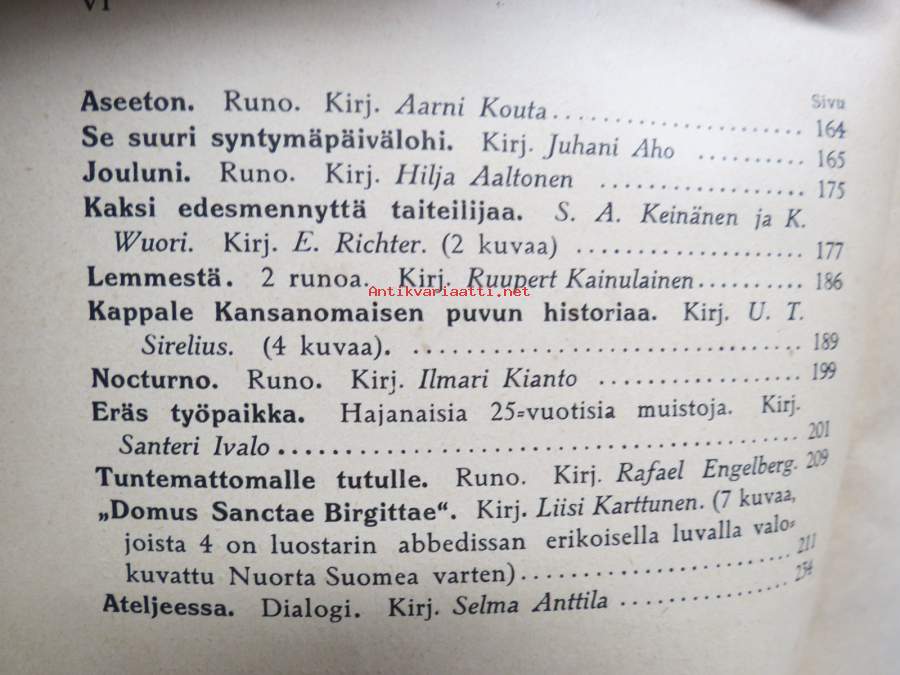 VI
Sivu
Aseeton. Runo. Kirj. Aarni Kouta........................ 164
Se suuri syntymäpäivälohi. Kirj. Juhani Aho .......... 165
Jouluni. Runo. Kirj. Hilja Aaltonen .................. 175
Kaksi edesmennyttä taiteilijaa. S. A. Keinänen ja K.
Wuori. Kirj. E. Richter. (2 kuvaa) .................... 177
Lemmestä. 2 runoa. Kirj. Ruupert Kainulainen.......... 186
Antikvariaatti.net
Kappale Kansanomaisen puvun historiaa. Kirj. U. T.
Sirelius. (4 kuvaa). .................................. 189
Nocturno. Runo. Kirj. Ilmari Kianto .................. 199
Eräs työpaikka. Hajanaisia 25=vuotisia muistoja. Kirj.
Santeri Ivalo.............................................. 201
Tuntemattomalle tutulle. Runo. Kirj. Rafael Engelberg. 209
„Domus Sanctae Birgittae“. Kirj. Liisi Karttunen. (7 kuvaa,
joista 4 on luostarin abbedissan erikoisella luvalla valo=
kuvattu Nuorta Suomea varten)........................ 211
Ateljeessa. Dialogi. Kirj. Selma Anttila ................ 234